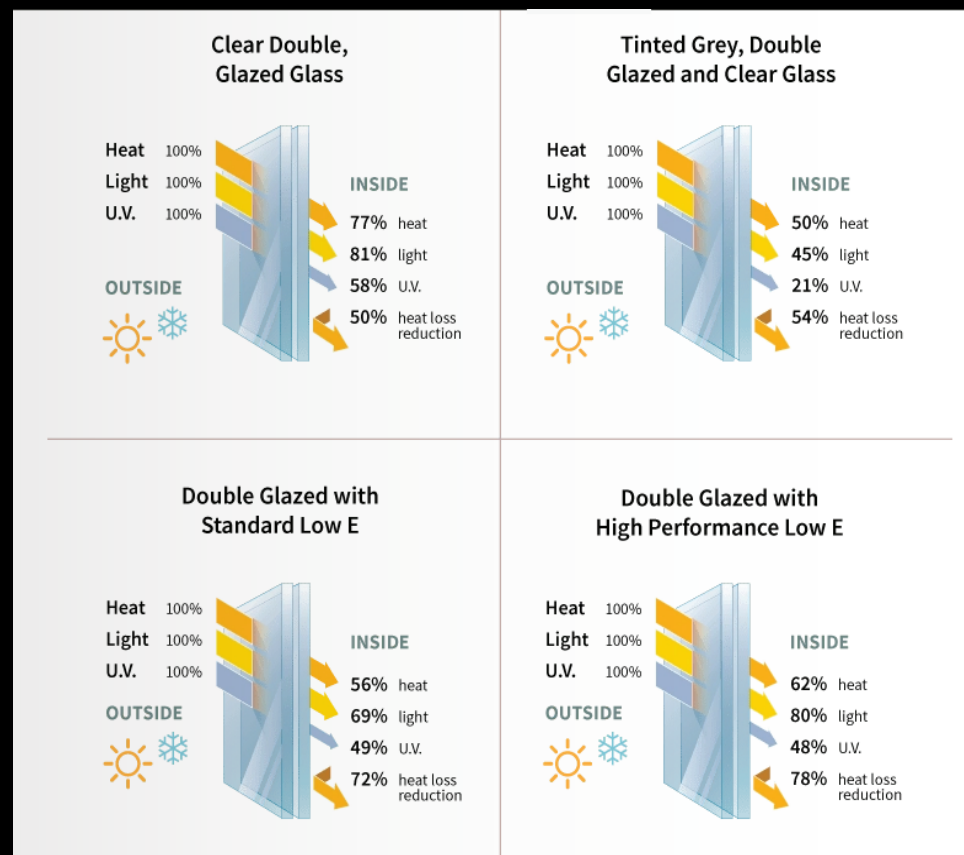 Clear Double,
Glazed Glass
Heat 100%
Light 100%
U.V. 100%
OUTSIDE
INSIDE
77% heat
81% light
58% U.V.
50% heat loss
reduction
Tinted Grey, Double
Glazed and Clear Glass
Heat 100%
Light 100%
U.V. 100%
OUTSIDE
INSIDE
50% heat
45% light
21% U.V.
54% heat loss
reduction
Double Glazed with
Standard Low E
Heat 100%
Light 100%
U.V. 100%
OUTSIDE
INSIDE
56% heat
69% light
49% U.V.
72% heat loss
reduction
Double Glazed with
High Performance Low E
Heat 100%
Light 100%
U.V. 100%
OUTSIDE
INSIDE
62% heat
80% light
48% U.V.
78% heat loss
reduction